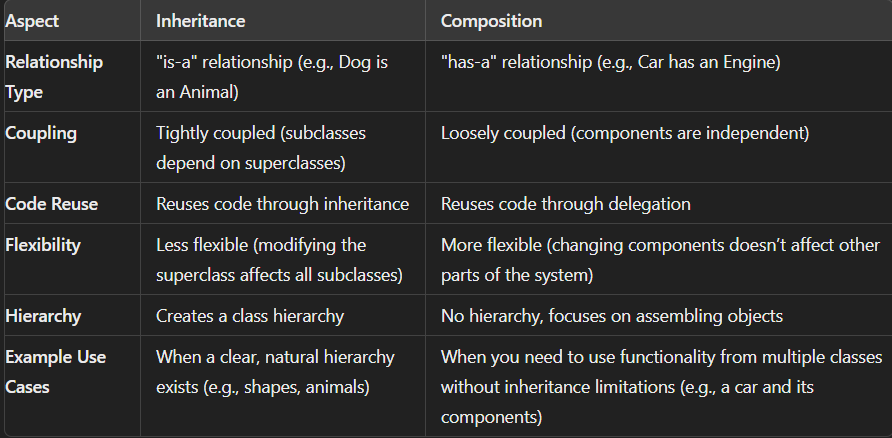 Aspect Inheritance Composition
Relationship Type "is-a" relationship (e.g., Dog is an Animal) "has-a" relationship (e.g., Car has an Engine)
Coupling Tightly coupled (subclasses depend on superclasses) Loosely coupled (components are independent)
Code Reuse Reuses code through inheritance Reuses code through delegation
Flexibility Less flexible (modifying the superclass affects all subclasses) More flexible (changing components doesn’t affect other parts of the system)
Hierarchy Creates a class hierarchy No hierarchy, focuses on assembling objects
Example Use Cases When a clear, natural hierarchy exists (e.g., shapes, animals) When you need to use functionality from multiple classes without inheritance limitations (e.g., a car and its components)